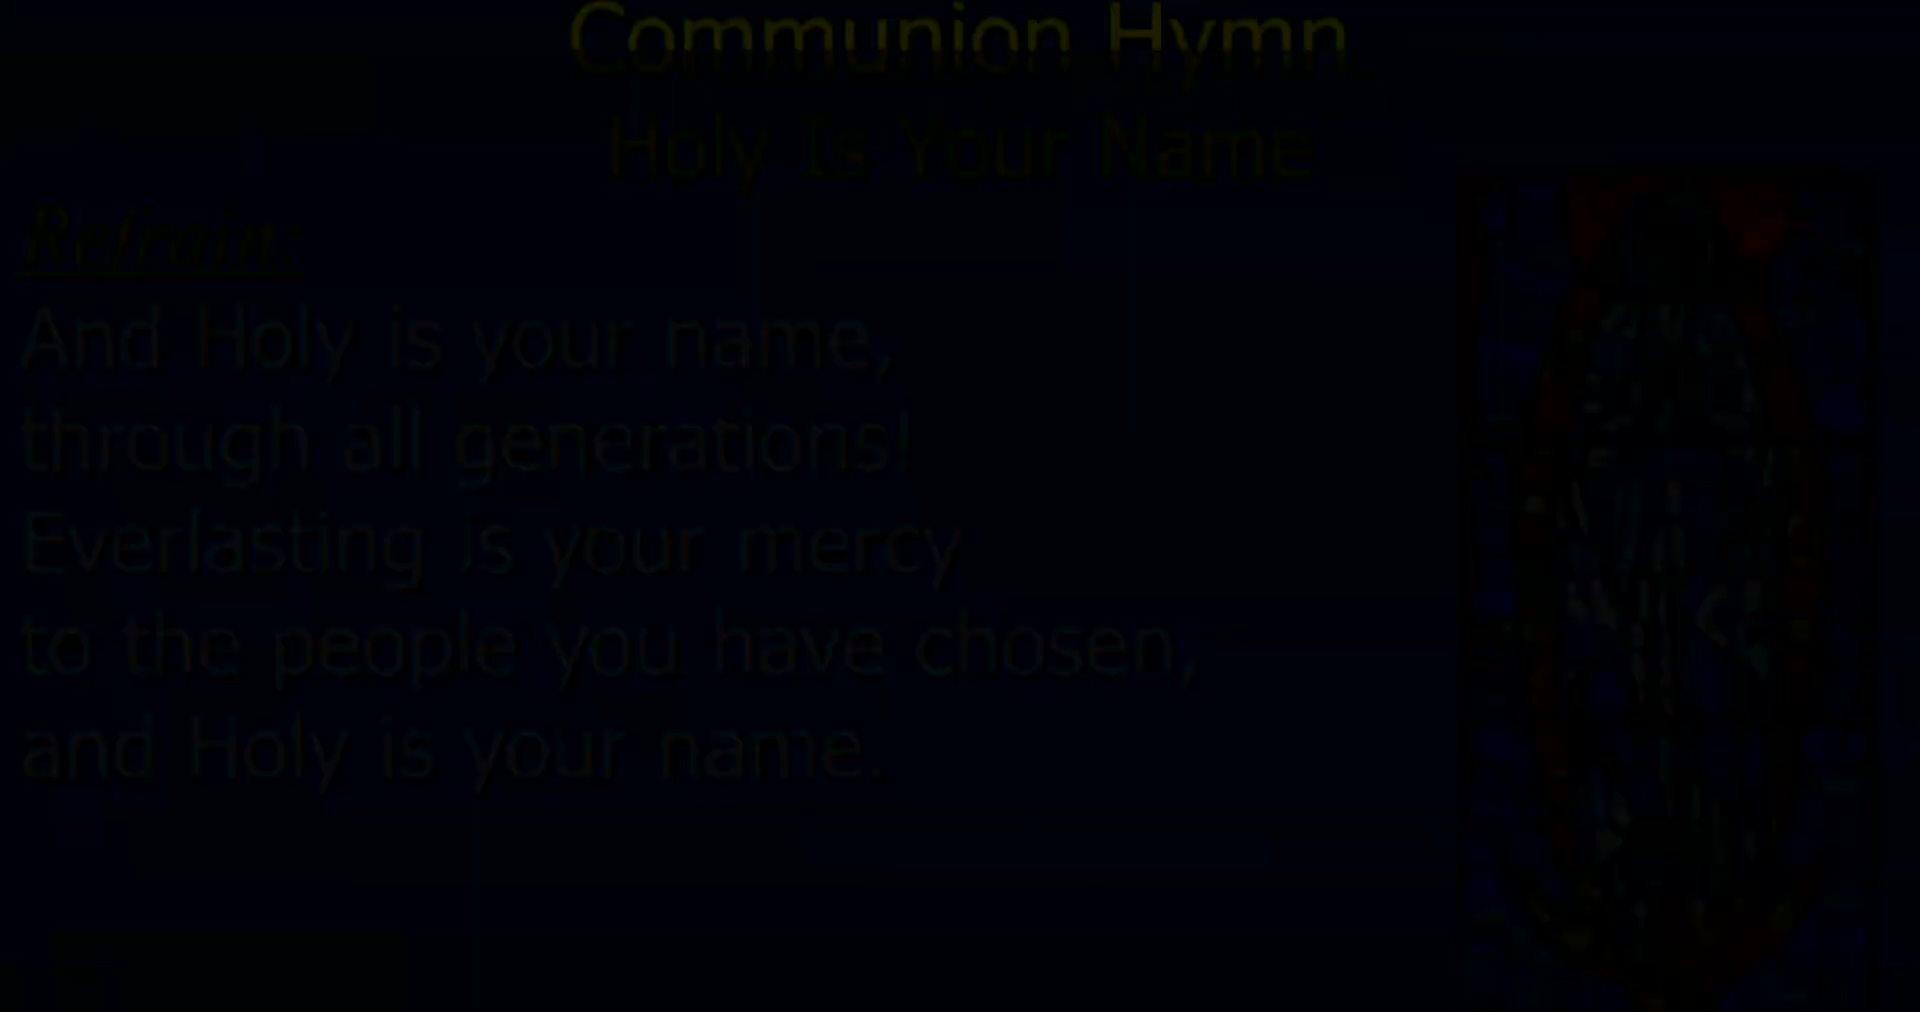 Communion Hymn
Holy Is Your Name
Refrain:
And Holy is your name,
through all generations!
Everlasting is your mercy
to the people you have chosen,
and Holy is your name.